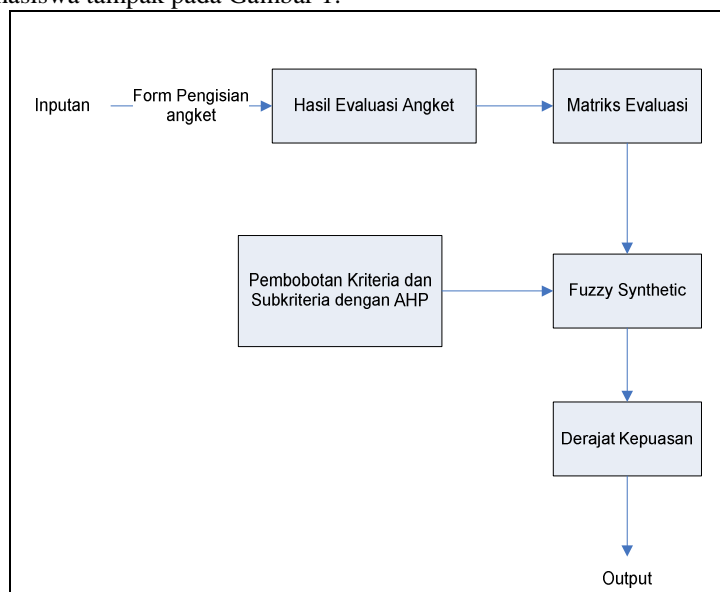 mahasiswa tampak pada Gambar 1.
Inputan
Form Pengisian
angket
Hasil Evaluasi Angket
Matriks Evaluasi
Pembobotan Kriteria dan
Subkriteria dengan AHP
Fuzzy Synthetic
Derajat Kepuasan
Output